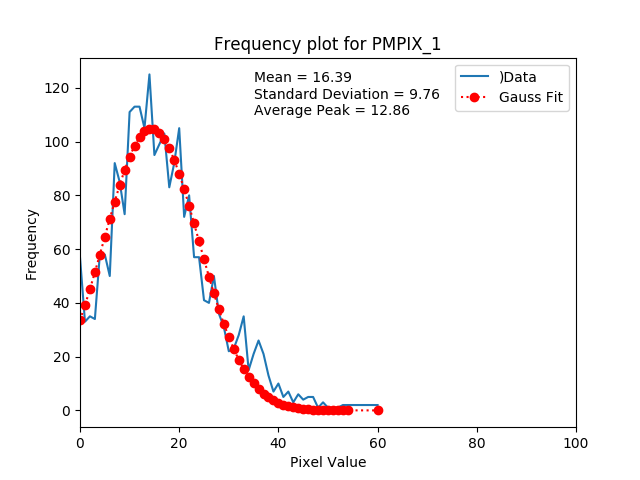 Frequency plot for PMPIX_1
Mean = 16.39
Standard Deviation = 9.76
Average Peak = 12.86
)Data
Gauss Fit
Frequency
120
100
80
60
40
20
0
0 20 40 60 80 100
Pixel Value